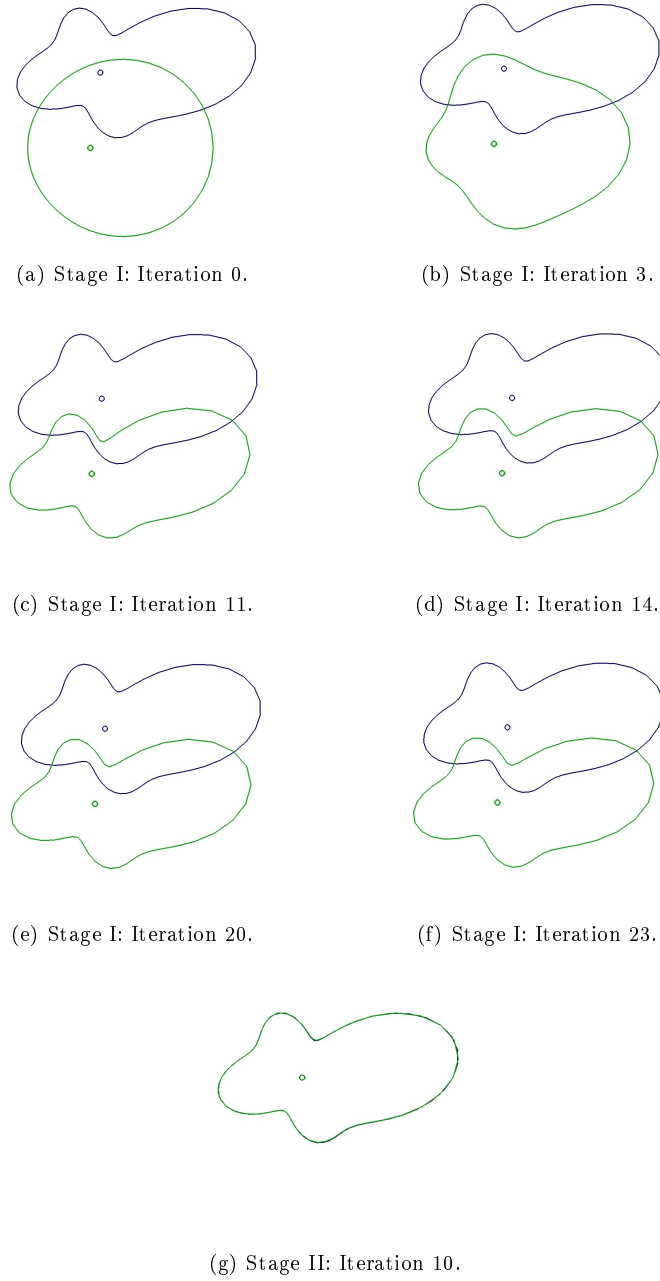 (a) Stage I: Iteration 0.
(b) Stage I: Iteration 3.
(c) Stage I: Iteration 11.
(d) Stage I: Iteration 14.
(e) Stage I: Iteration 20.
(f) Stage I: Iteration 23.
(g) Stage II: Iteration 10.